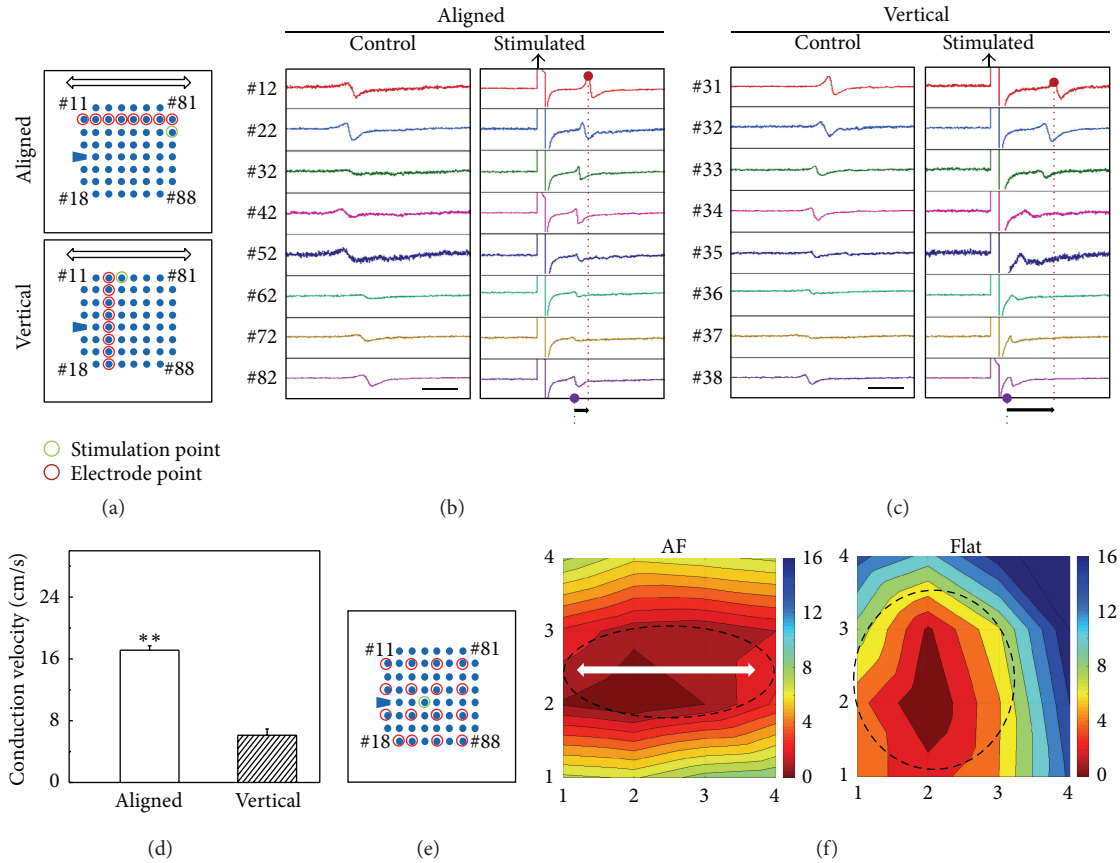 Aligned
Vertical
Control
Stimulated
Control
Stimulated
Aligned
#11
#81
#18
#88
Vertical
#11
#81
#18
#88
Stimulation point
Electrode point
#12
#22
#32
#42
#52
#62
#72
#82
#31
#32
#33
#34
#35
#36
#37
#38
(a)
(b)
(c)
Conduction velocity (cm/s)
24
16
8
0
**
Aligned
Vertical
#11
#81
#18
#88
AF
4
3
2
1
1
2
3
4
16
12
8
4
0
Flat
4
3
2
1
1
2
3
4
16
12
8
4
0
(d)
(e)
(f)